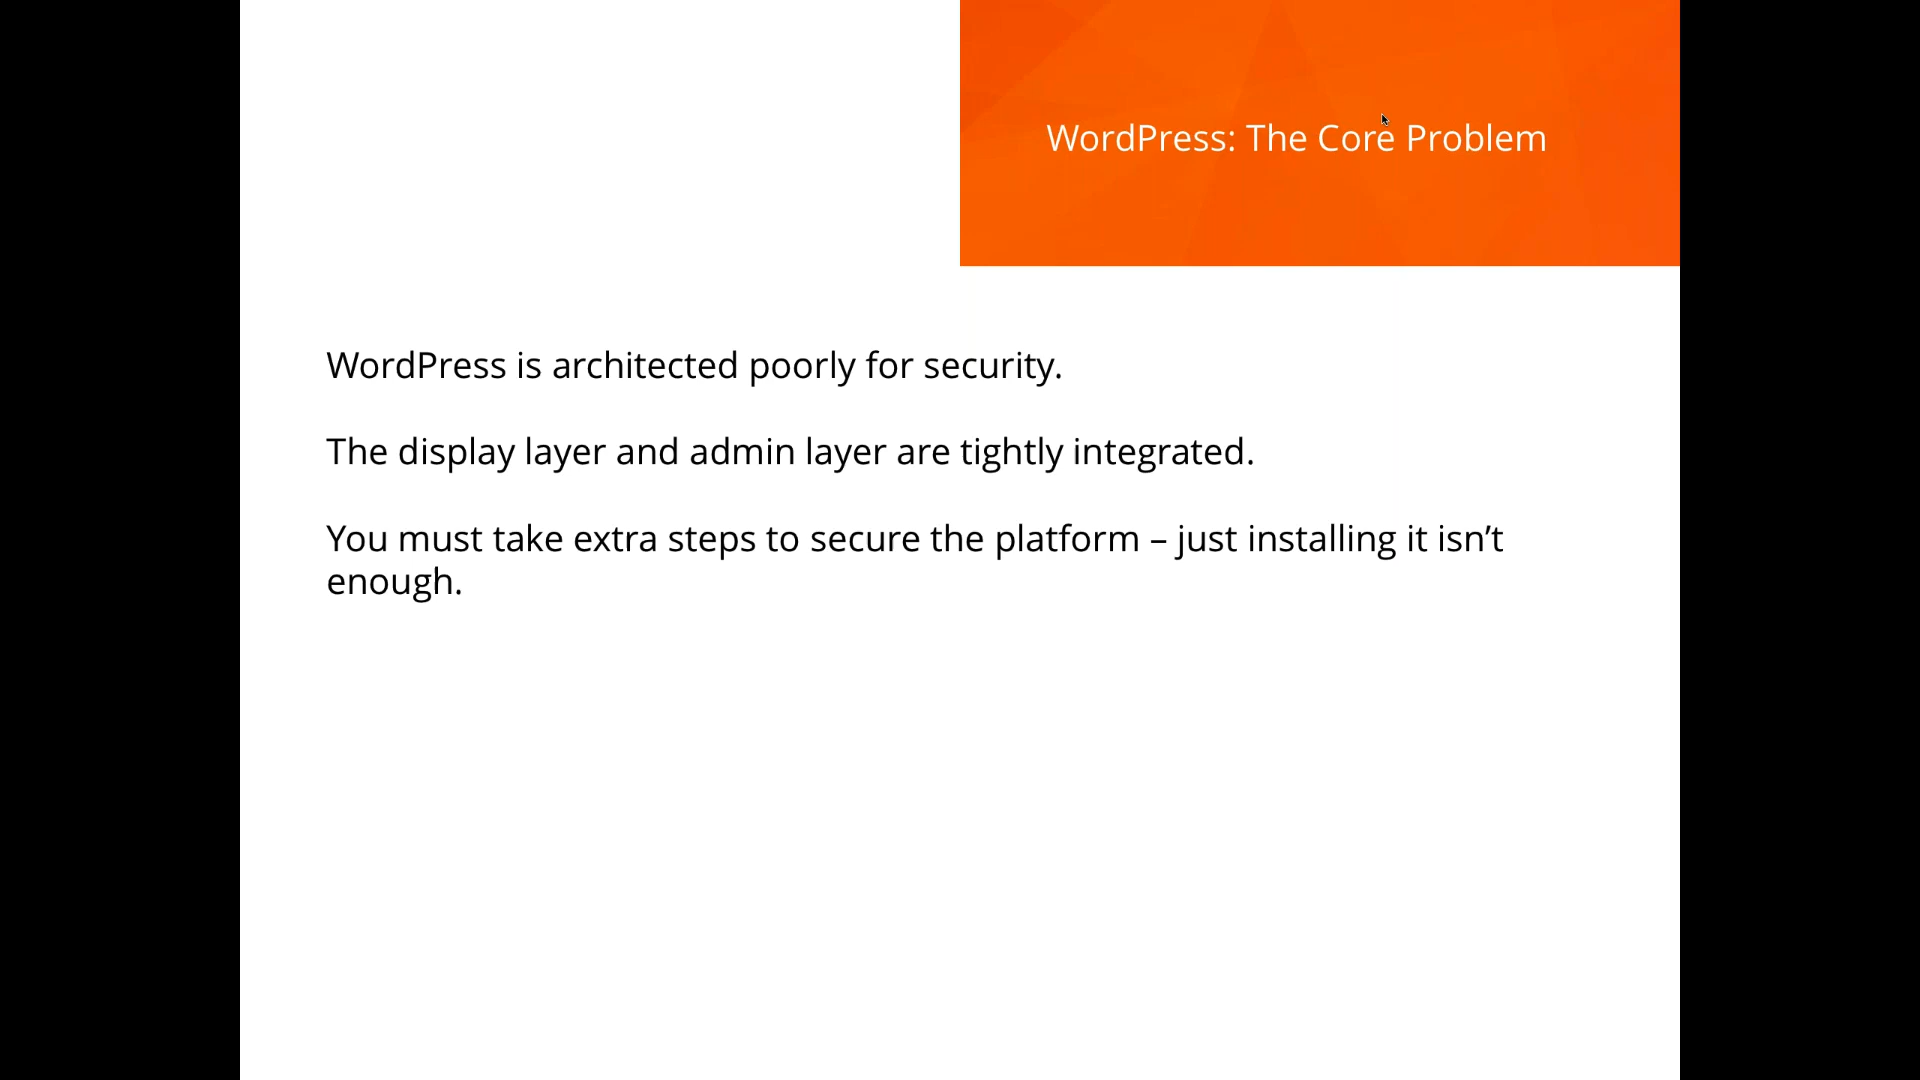 WordPress: The Core Problem
WordPress is architected poorly for security.
The display layer and admin layer are tightly integrated.
You must take extra steps to secure the platform – just installing it isn’t
enough.